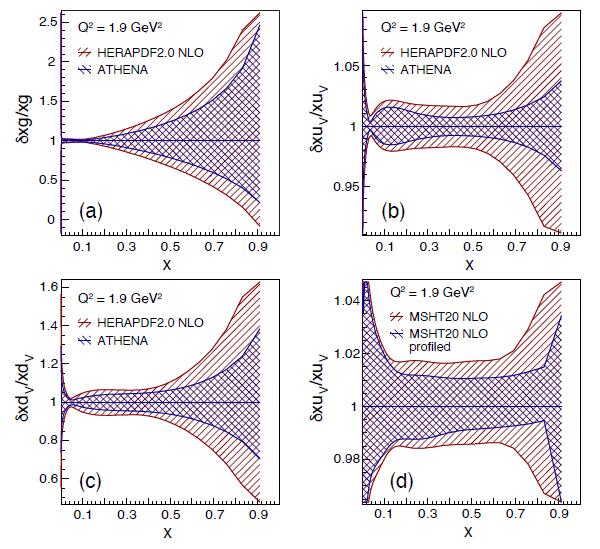 Q² = 1.9 GeV²
HERAPDF2.0 NLO
ATHENA
δxg/xg
2.5
2
1.5
1
0.5
0
(a)
0.1 0.3 0.5 0.7 0.9
x
Q² = 1.9 GeV²
HERAPDF2.0 NLO
ATHENA
δxu_V/xu_V
1.05
1
0.95
(b)
0.1 0.3 0.5 0.7 0.9
x
Q² = 1.9 GeV²
HERAPDF2.0 NLO
ATHENA
δxd_V/xd_V
1.6
1.4
1.2
1
0.8
0.6
(c)
0.1 0.3 0.5 0.7 0.9
x
Q² = 1.9 GeV²
MSHT20 NLO
MSHT20 NLO
profiled
δxu_V/xu_V
1.04
1.02
1
0.98
(d)
0.1 0.3 0.5 0.7 0.9
x